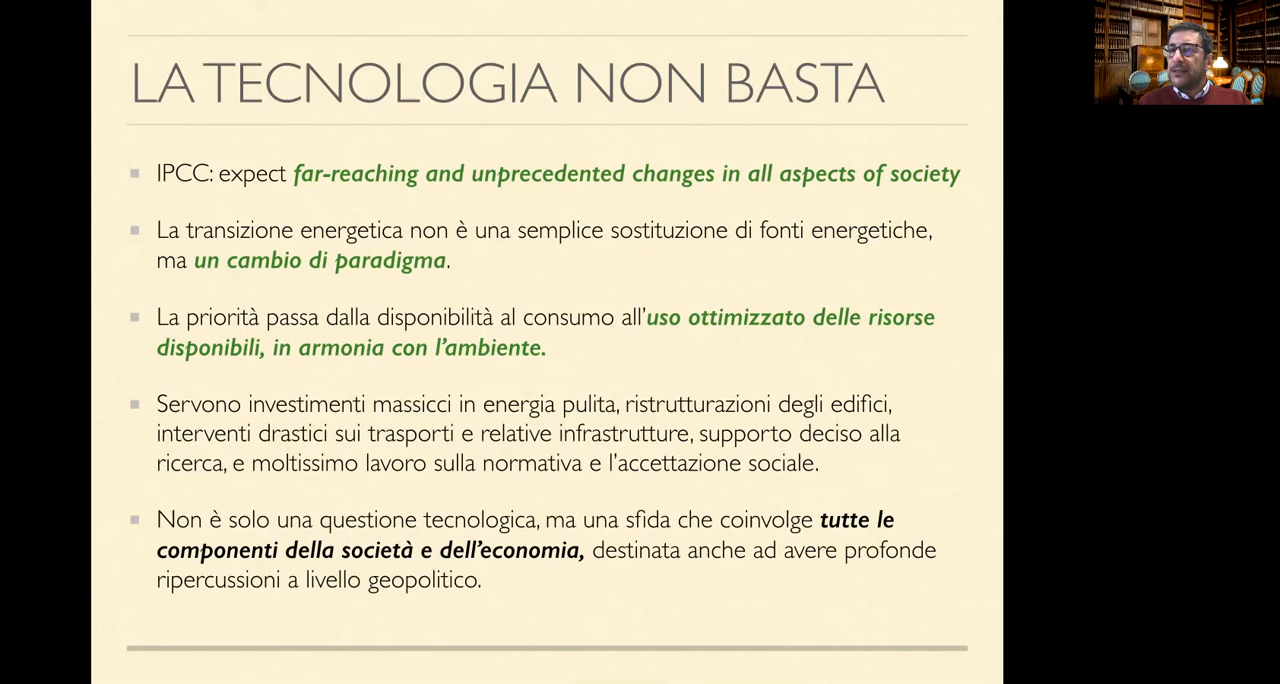 LA TECNOLOGIA NON BASTA
IPCC: expect far-reaching and unprecedented changes in all aspects of society
La transizione energetica non è una semplice sostituzione di fonti energetiche,
ma un cambio di paradigma.
La priorità passa dalla disponibilità al consumo all'uso ottimizzato delle risorse
disponibili, in armonia con l'ambiente.
Servono investimenti massicci in energia pulita, ristrutturazioni degli edifici,
interventi drastici sui trasporti e relative infrastrutture, supporto deciso alla
ricerca, e moltissimo lavoro sulla normativa e l'accettazione sociale.
Non è solo una questione tecnologica, ma una sfida che coinvolge tutte le
componenti della società e dell'economia, destinata anche ad avere profonde
ripercussioni a livello geopolitico.